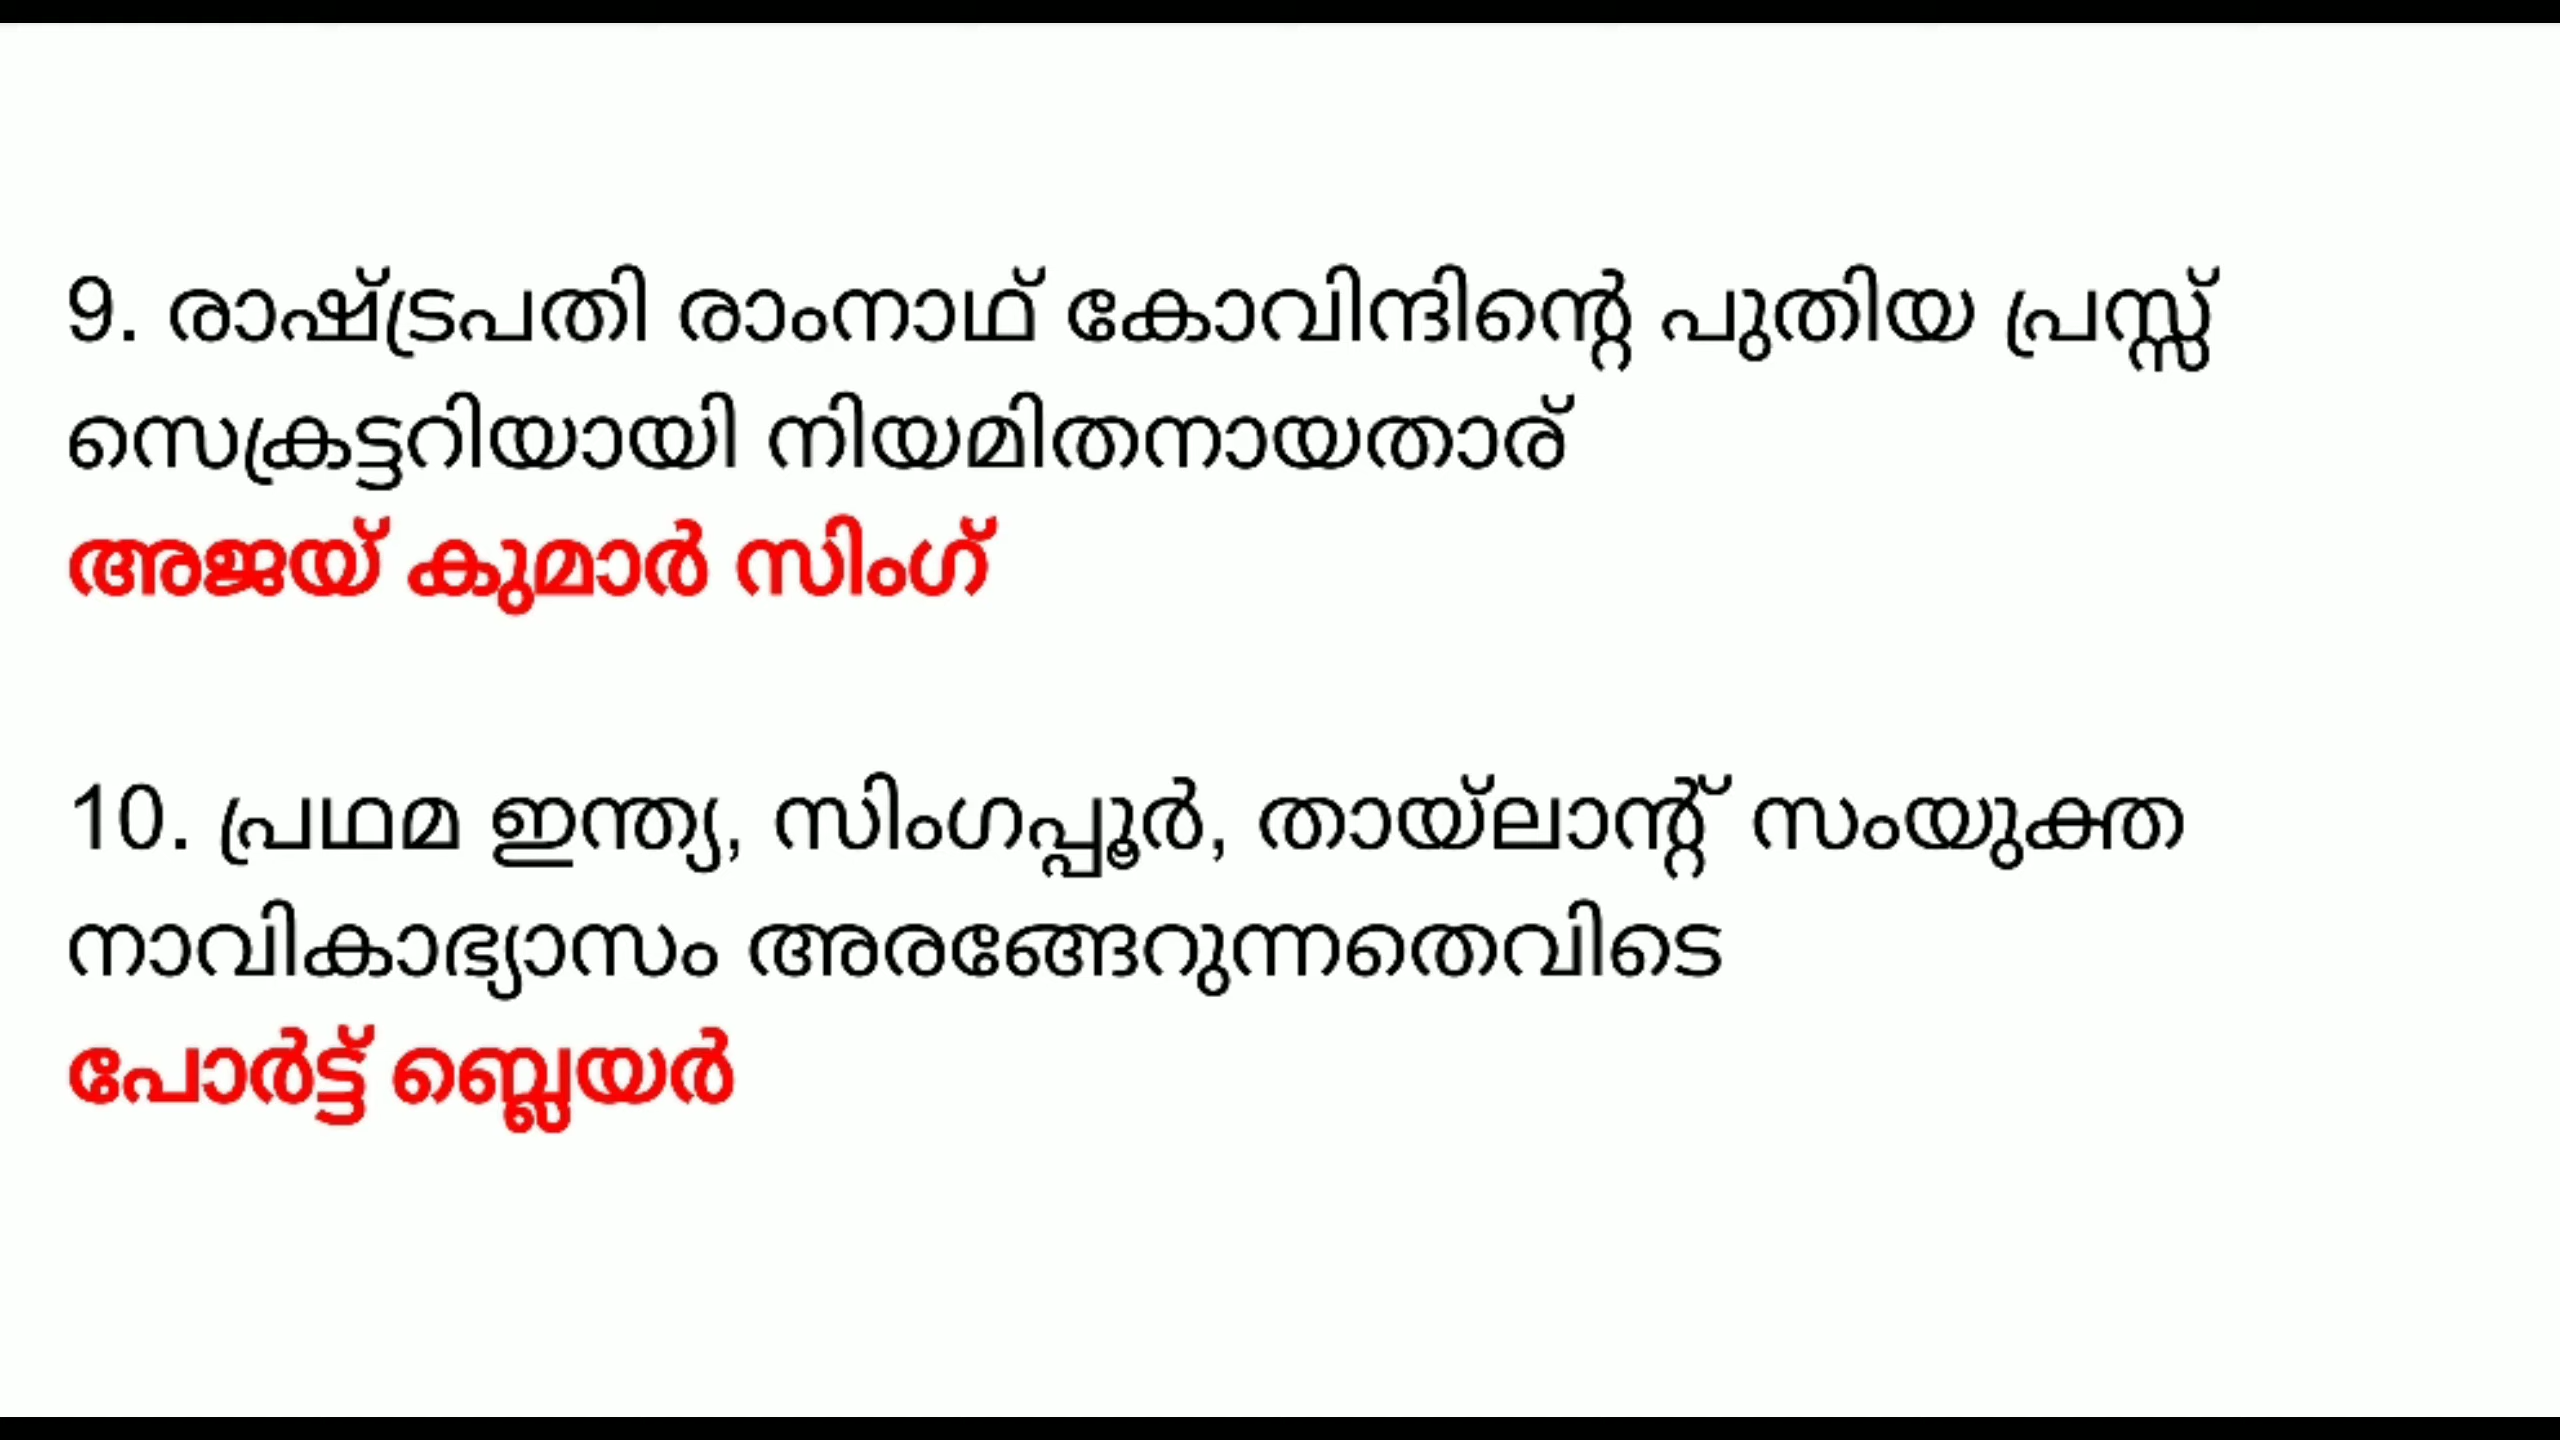 9. രാഷ്ട്രപതി രാംനാഥ് കോവിന്ദിന്റെ പുതിയ പ്രസ്സ്
സെക്രട്ടറിയായി നിയമിതനായതാര്
അജയ് കുമാർ സിംഗ്
10. പ്രഥമ ഇന്ത്യ, സിംഗപ്പൂർ, തായ്ലാന്റ് സംയുക്ത
നാവികാഭ്യാസം അരങ്ങേറുന്നതെവിടെ
പോർട്ട് ബ്ലെയർ